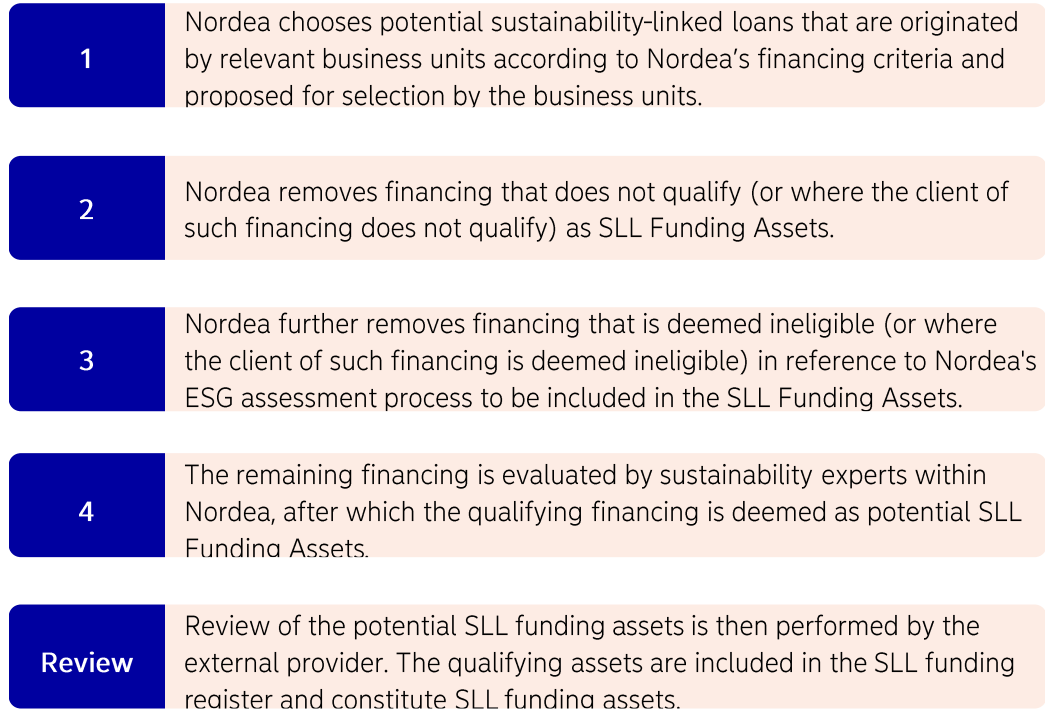 1
Nordea chooses potential sustainability-linked loans that are originated
by relevant business units according to Nordea’s financing criteria and
proposed for selection by the business units.
2
Nordea removes financing that does not qualify (or where the client of
such financing does not qualify) as SLL Funding Assets.
3
Nordea further removes financing that is deemed ineligible (or where
the client of such financing is deemed ineligible) in reference to Nordea's
ESG assessment process to be included in the SLL Funding Assets.
4
The remaining financing is evaluated by sustainability experts within
Nordea, after which the qualifying financing is deemed as potential SLL
Funding Assets.
Review
Review of the potential SLL funding assets is then performed by the
external provider. The qualifying assets are included in the SLL funding
register and constitute SLL funding assets.